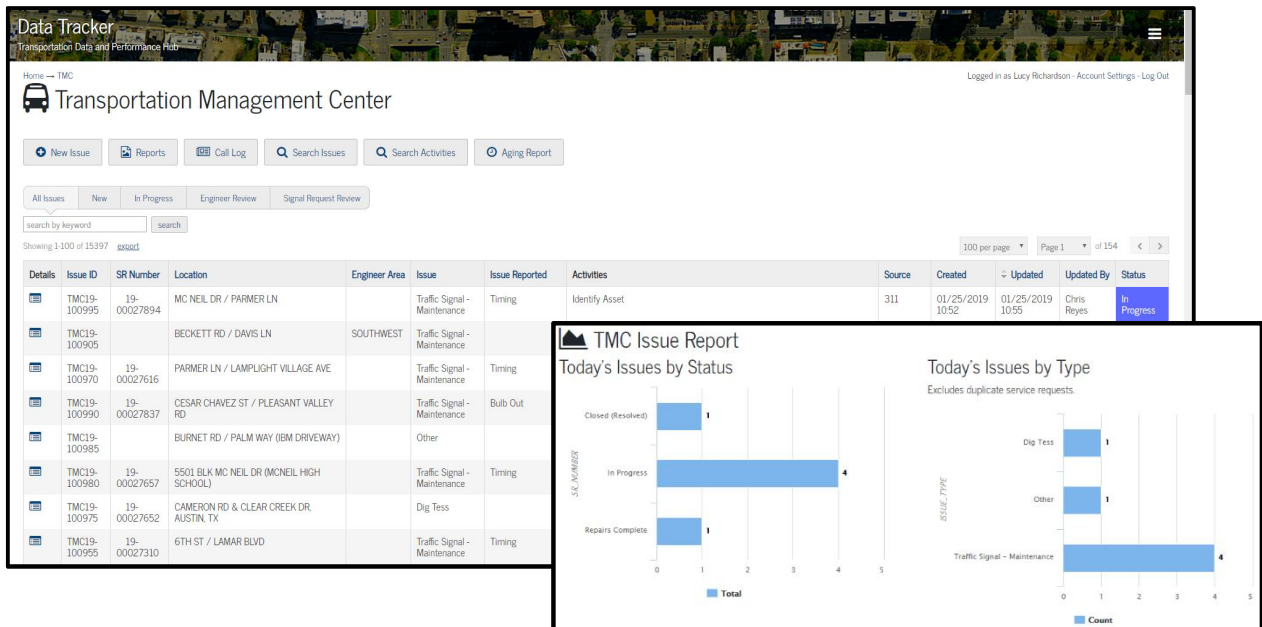 Data Tracker
Transportation Data and Performance Hub
Home → TMC
Logged in as Lucy Richardson - Account Settings - Log Out
Transportation Management Center
New Issue Reports Call Log Search Issues Search Activities Aging Report
All Issues New In Progress Engineer Review Signal Request Review
search by keyword search
Showing 1-100 of 15397 export
100 per page Page 1 of 154 < >
Details Issue ID SR Number Location Engineer Area Issue Issue Reported Activities Source Created Updated Updated By Status
TMC19- 19- MC NEIL DR / PARMER LN Traffic Signal - Timing Identify Asset 311 01/25/2019 01/25/2019 Chris In
100995 00027894 Maintenance 10:52 10:55 Reyes Progress
TMC19- BECKETT RD / DAVIS LN SOUTHWEST Traffic Signal -
100905 Maintenance
TMC19- 19- PARMER LN / LAMPLIGHT VILLAGE AVE Traffic Signal - Timing
100970 00027616 Maintenance
TMC19- 19- CESAR CHAVEZ ST / PLEASANT VALLEY Traffic Signal - Bulb Out
100990 00027837 RD Maintenance
TMC19- BURNET RD / PALM WAY (IBM DRIVEWAY) Other
100985
TMC19- 19- 5501 BLK MC NEIL DR (MCNEIL HIGH Traffic Signal - Timing
100980 00027657 SCHOOL) Maintenance
TMC19- 19- CAMERON RD & CLEAR CREEK DR, Dig Tess
100975 00027652 AUSTIN, TX
TMC19- 19- 6TH ST / LAMAR BLVD Traffic Signal - Timing
100955 00027310 Maintenance
TMC Issue Report
Today's Issues by Status
Closed (Resolved) 1
In Progress 4
Repairs Complete 1
SR_NUMBER
0 1 2 3 4 5
Total
Today's Issues by Type
Excludes duplicate service requests.
Dig Tess 1
Other 1
Traffic Signal - Maintenance 4
ISSUE_TYPE
0 1 2 3 4 5
Count